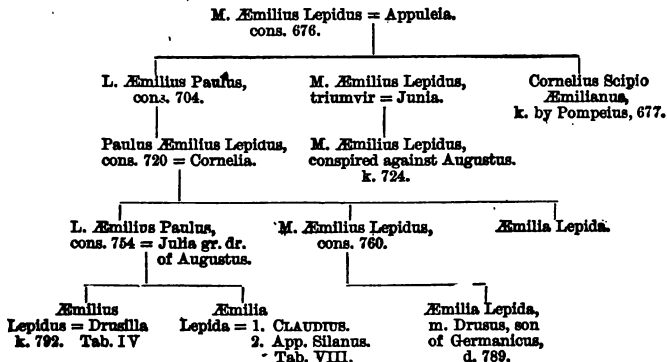 M. Æmilius Lepidus = Appuleia.
cons. 676.
L. Æmilius Paulus,
cons. 704.
M. Æmilius Lepidus,
triumvir = Junia.
Cornelius Scipio
Æmilianus,
k. by Pompeius, 677.
Paulus Æmilius Lepidus,
cons. 720 = Cornelia.
M. Æmilius Lepidus,
conspired against Augustus.
k. 724.
L. Æmilius Paulus,
cons. 754 = Julia gr. dr.
of Augustus.
M. Æmilius Lepidus,
cons. 760.
Æmilia Lepida.
Æmilius
Lepidus = Drusilla
k. 792. Tab. IV
Æmilia
Lepida = 1. CLAUDIUS.
2. App. Silanus.
Tab. VIII.
Æmilia Lepida,
m. Drusus, son
of Germanicus,
d. 789.